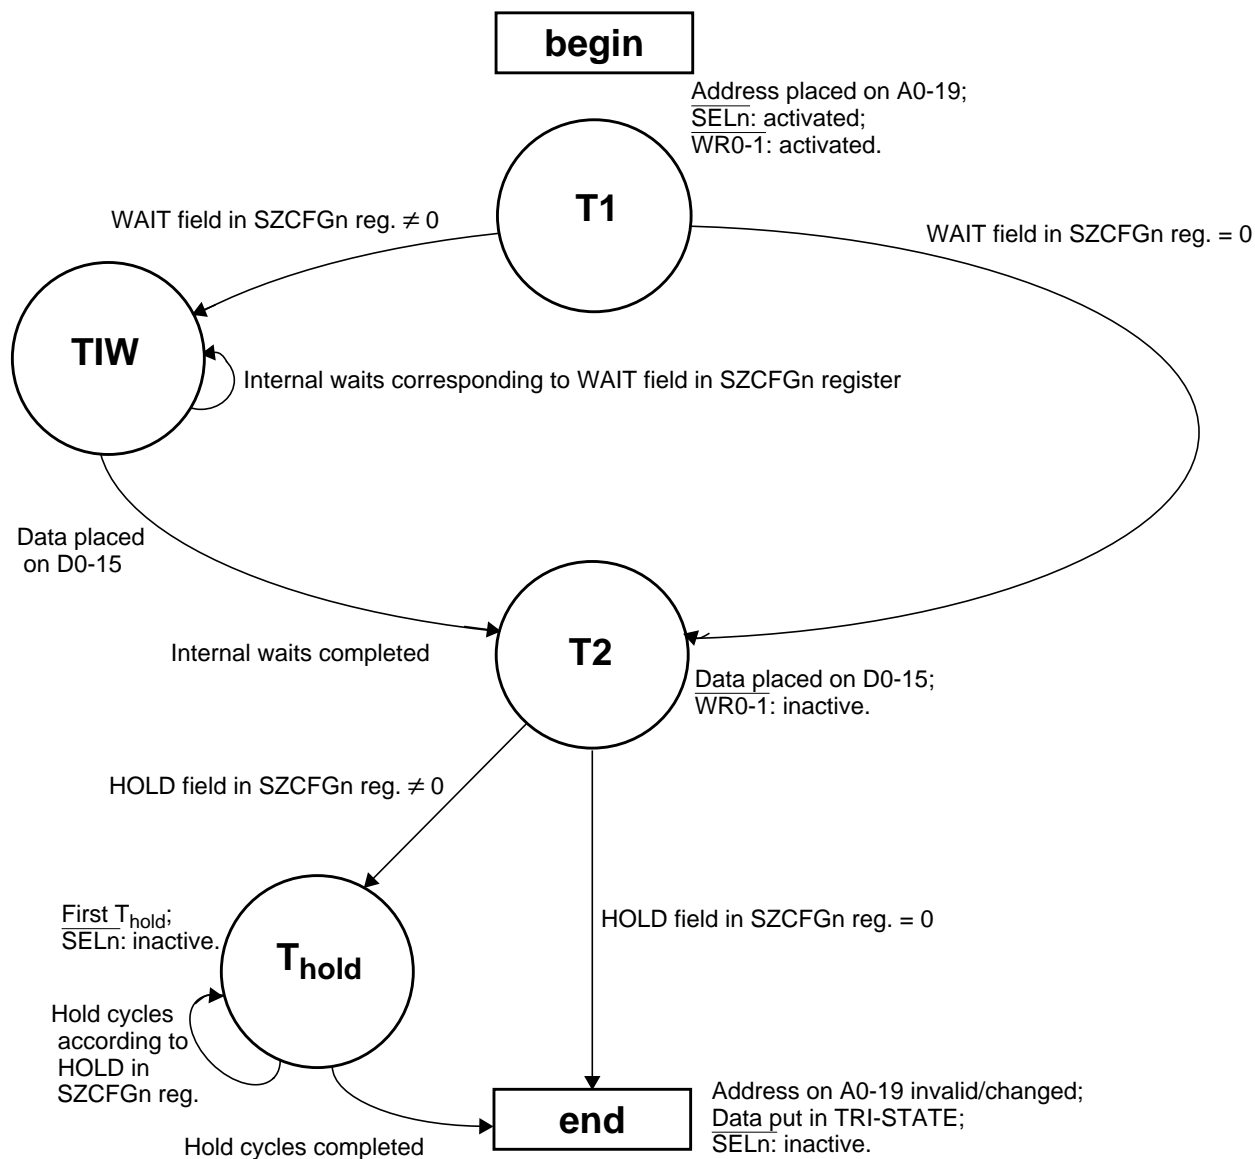 begin
Address placed on A0-19;
SELn: activated;
WR0-1: activated.
T1
WAIT field in SZCFGn reg. ≠ 0
WAIT field in SZCFGn reg. = 0
TIW
Internal waits corresponding to WAIT field in SZCFGn register
Data placed
on D0-15
Internal waits completed
T2
Data placed on D0-15;
WR0-1: inactive.
HOLD field in SZCFGn reg. ≠ 0
HOLD field in SZCFGn reg. = 0
First Thold;
SELn: inactive.
Thold
Hold cycles
according to
HOLD in
SZCFGn reg.
Hold cycles completed
end
Address on A0-19 invalid/changed;
Data put in TRI-STATE;
SELn: inactive.